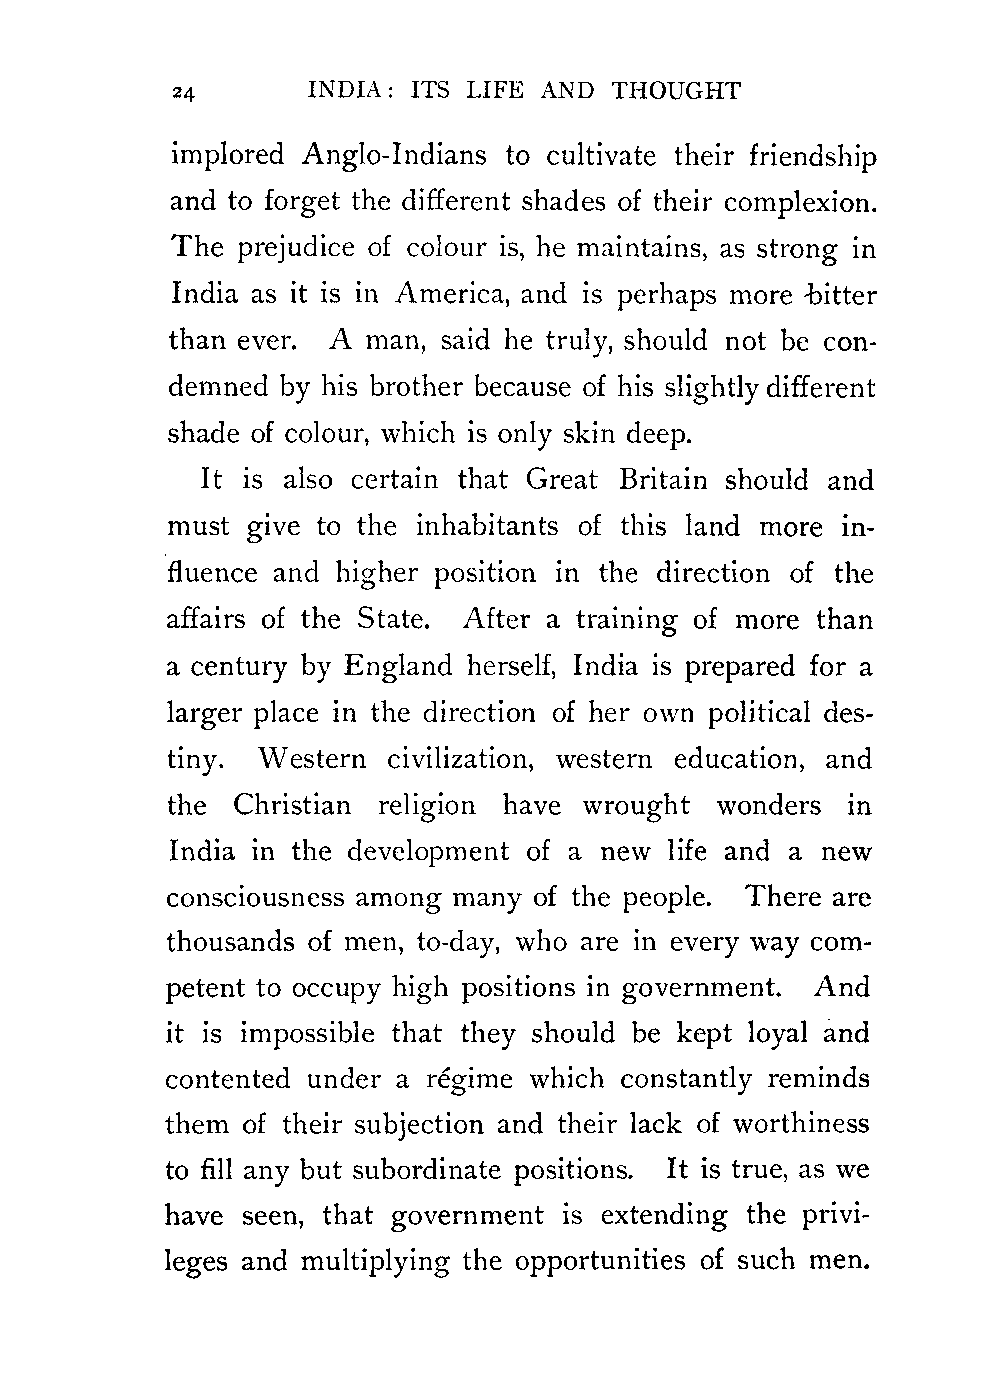 24 INDIA: ITS LIFE AND THOUGHT
implored Anglo-Indians to cultivate their friendship
and to forget the different shades of their complexion.
The prejudice of colour is, he maintains, as strong in
India as it is in America, and is perhaps more bitter
than ever. A man, said he truly, should not be con-
demned by his brother because of his slightly different
shade of colour, which is only skin deep.
It is also certain that Great Britain should and
must give to the inhabitants of this land more in-
fluence and higher position in the direction of the
affairs of the State. After a training of more than
a century by England herself, India is prepared for a
larger place in the direction of her own political des-
tiny. Western civilization, western education, and
the Christian religion have wrought wonders in
India in the development of a new life and a new
consciousness among many of the people. There are
thousands of men, to-day, who are in every way com-
petent to occupy high positions in government. And
it is impossible that they should be kept loyal and
contented under a régime which constantly reminds
them of their subjection and their lack of worthiness
to fill any but subordinate positions. It is true, as we
have seen, that government is extending the privi-
leges and multiplying the opportunities of such men.